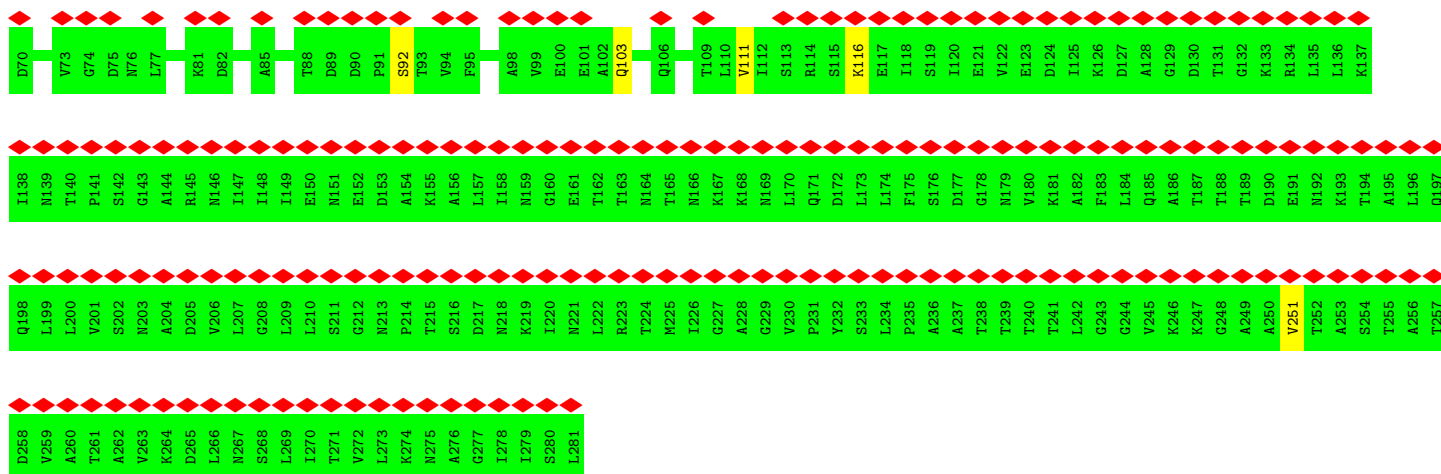 D70 V73 G74 D75 N76 L77 K81 D82 A85 T88 D89 D90 P91 S92 T93 V94 F95 A98 V99 E100 E101 A102 Q103 Q106 T109 L110 V111 I112 S113 R114 S115 K116 E117 I118 S119 I120 E121 V122 E123 D124 I125 K126 D127 A128 G129 D130 T131 G132 K133 R134 L135 L136 K137
I138 N139 T140 P141 S142 G143 A144 R145 N146 I147 I148 I149 E150 N151 E152 D153 A154 K155 A156 L157 I158 N159 G160 E161 T162 T163 N164 T165 N166 K167 K168 N169 L170 Q171 D172 L173 L174 F175 S176 D177 G178 N179 V180 K181 A182 F183 L184 Q185 A186 T187 T188 T189 D190 E191 N192 K193 T194 A195 L196 Q197
Q198 L199 L200 V201 S202 N203 A204 D205 V206 L207 G208 L209 L210 S211 G212 N213 P214 T215 S216 D217 N218 K219 I220 N221 L222 R223 T224 M225 I226 G227 A228 G229 V230 P231 Y232 S233 L234 P235 A236 A237 T238 T239 T240 T241 L242 G243 G244 V245 K246 K247 G248 A249 A250 V251 T252 A253 S254 T255 A256 T257
D258 V259 A260 T261 A262 V263 K264 D265 L266 N267 S268 L269 I270 T271 V272 L273 K274 N275 A276 G277 I278 I279 S280 L281